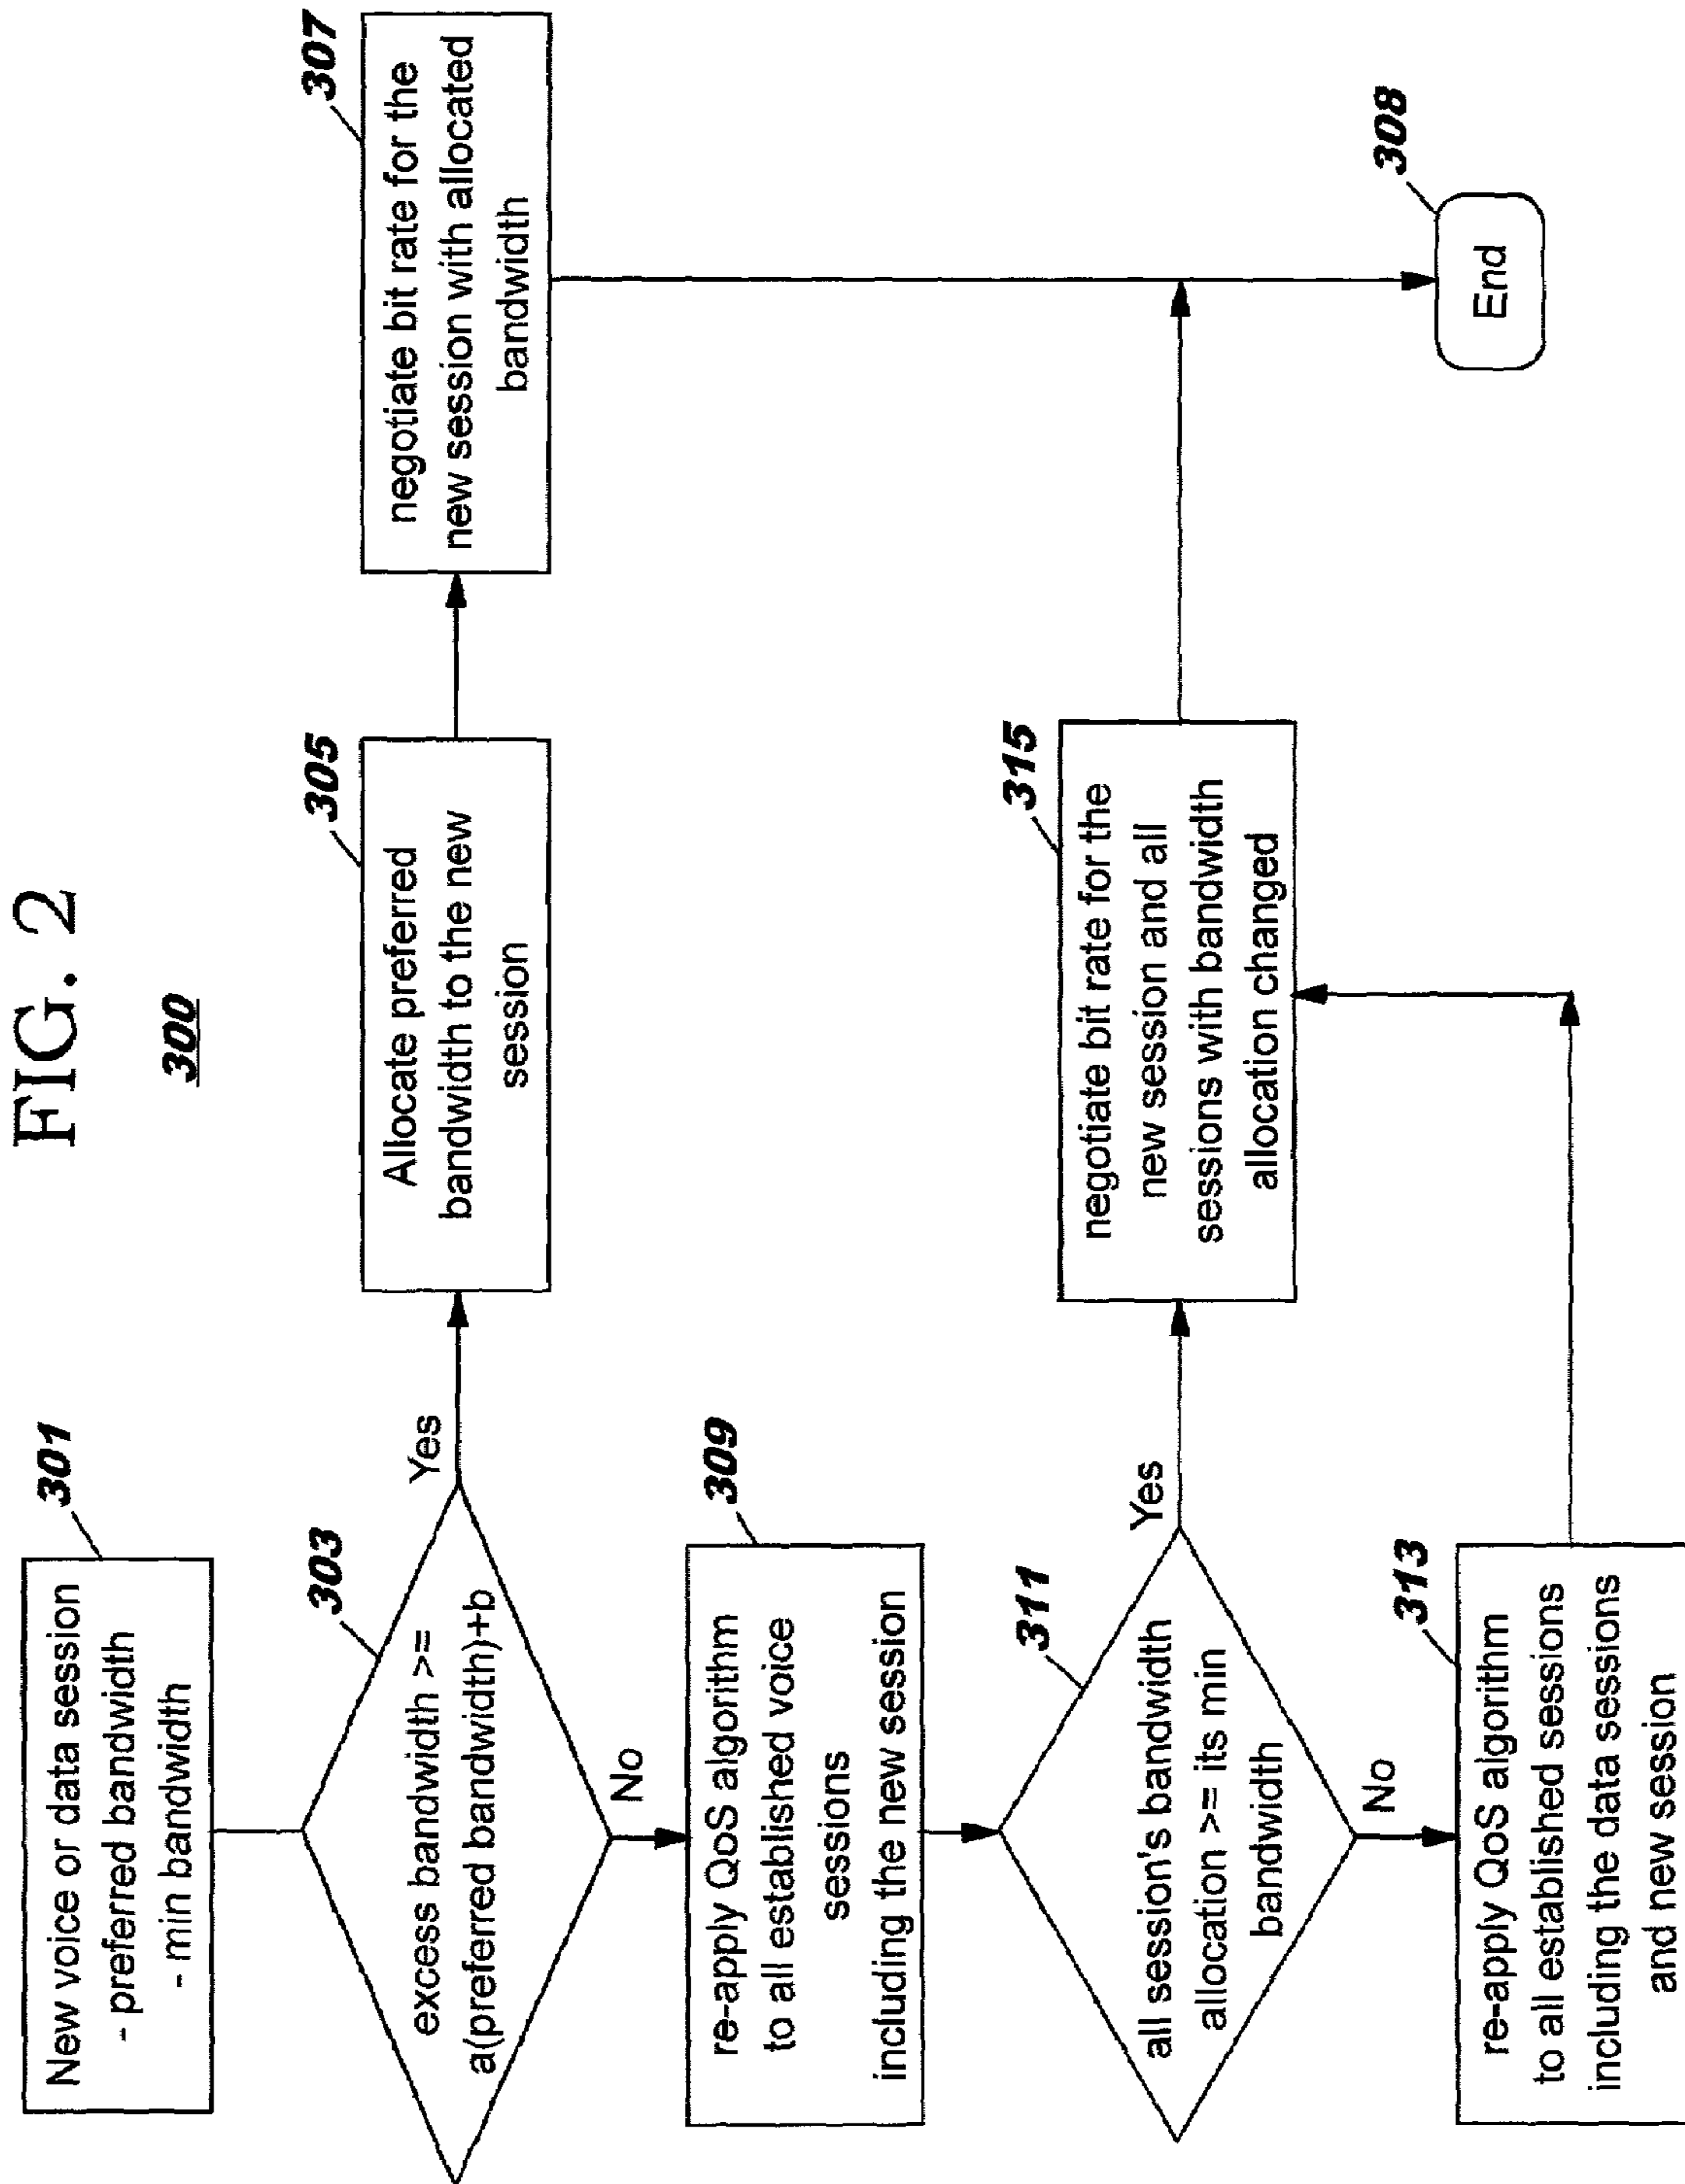 FIG. 2
300
301
New voice or data session
- preferred bandwidth
- min bandwidth
303
excess bandwidth >=
a(preferred bandwidth)+b
Yes
305
Allocate preferred
bandwidth to the new
session
307
negotiate bit rate for the
new session with allocated
bandwidth
No
309
re-apply QoS algorithm
to all established voice
sessions
including the new session
311
all session's bandwidth
allocation >= its min
bandwidth
Yes
315
negotiate bit rate for the
new session and all
sessions with bandwidth
allocation changed
308
End
No
313
re-apply QoS algorithm
to all established sessions
including the data sessions
and new session